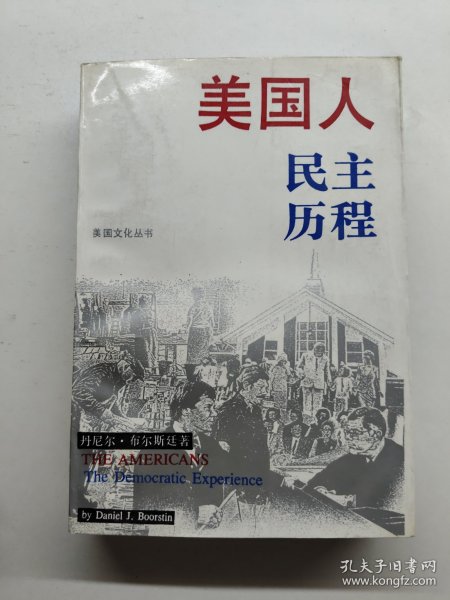 美国人
民主
历程
美国文化丛书
丹尼尔·布尔斯廷著
THE AMERICANS
The Democratic Experience
by Daniel J. Boorstin
孔夫子旧书网
www.kongfz.com